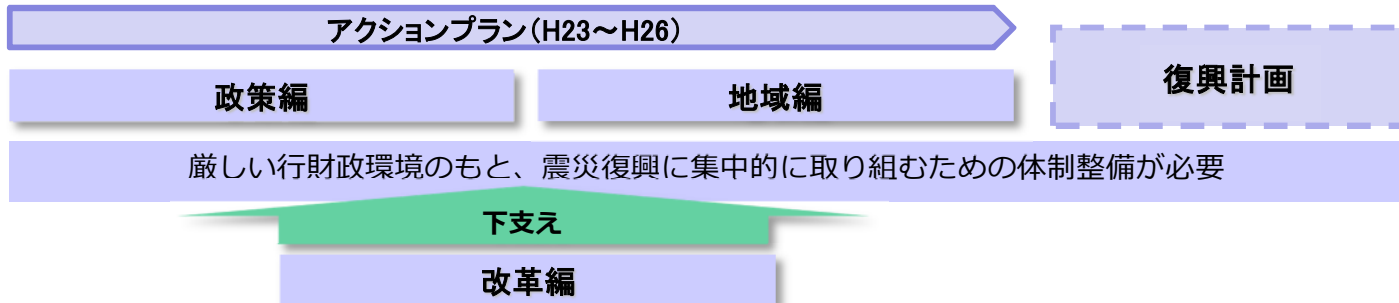 アクションプラン(H23～H26)
政策編
地域編
復興計画
厳しい行財政環境のもと、震災復興に集中的に取り組むための体制整備が必要
下支え
改革編